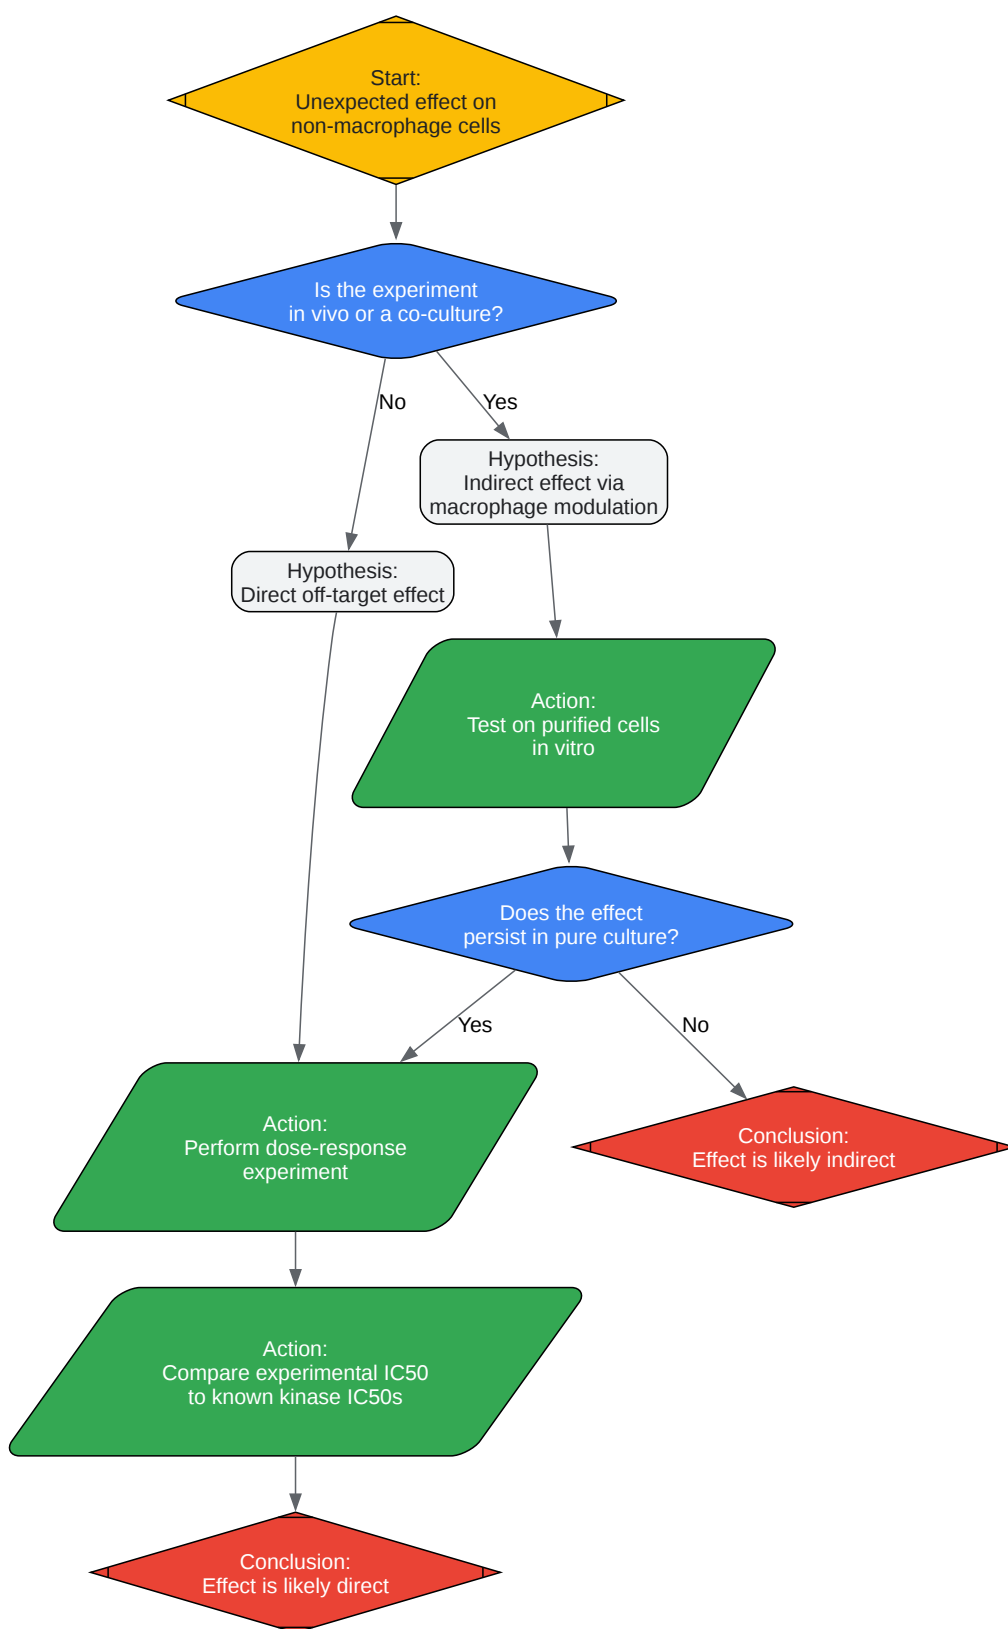 Start:
Unexpected effect on
non-macrophage cells
Is the experiment
in vivo or a co-culture?
No
Yes
Hypothesis:
Indirect effect via
macrophage modulation
Hypothesis:
Direct off-target effect
Action:
Test on purified cells
in vitro
Does the effect
persist in pure culture?
Yes
No
Action:
Perform dose-response
experiment
Conclusion:
Effect is likely indirect
Action:
Compare experimental IC50
to known kinase IC50s
Conclusion:
Effect is likely direct